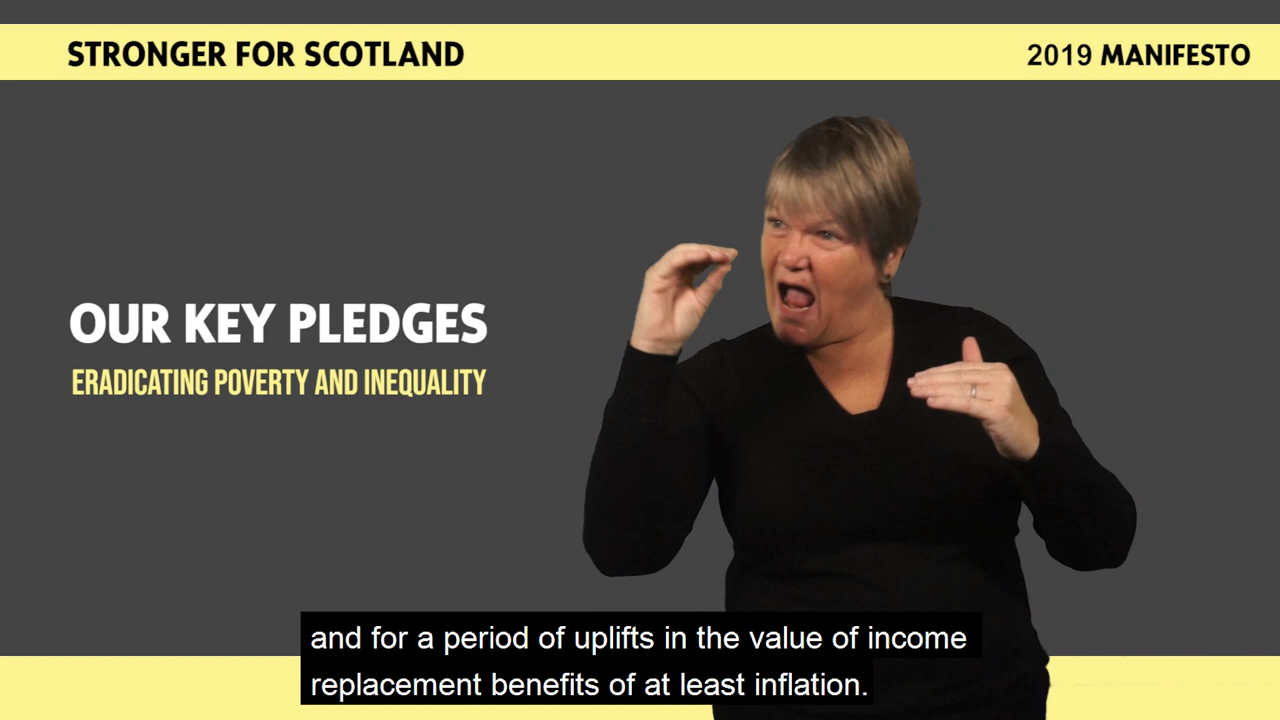 STRONGER FOR SCOTLAND
2019 MANIFESTO
OUR KEY PLEDGES
ERADICATING POVERTY AND INEQUALITY
and for a period of uplifts in the value of income
replacement benefits of at least inflation.